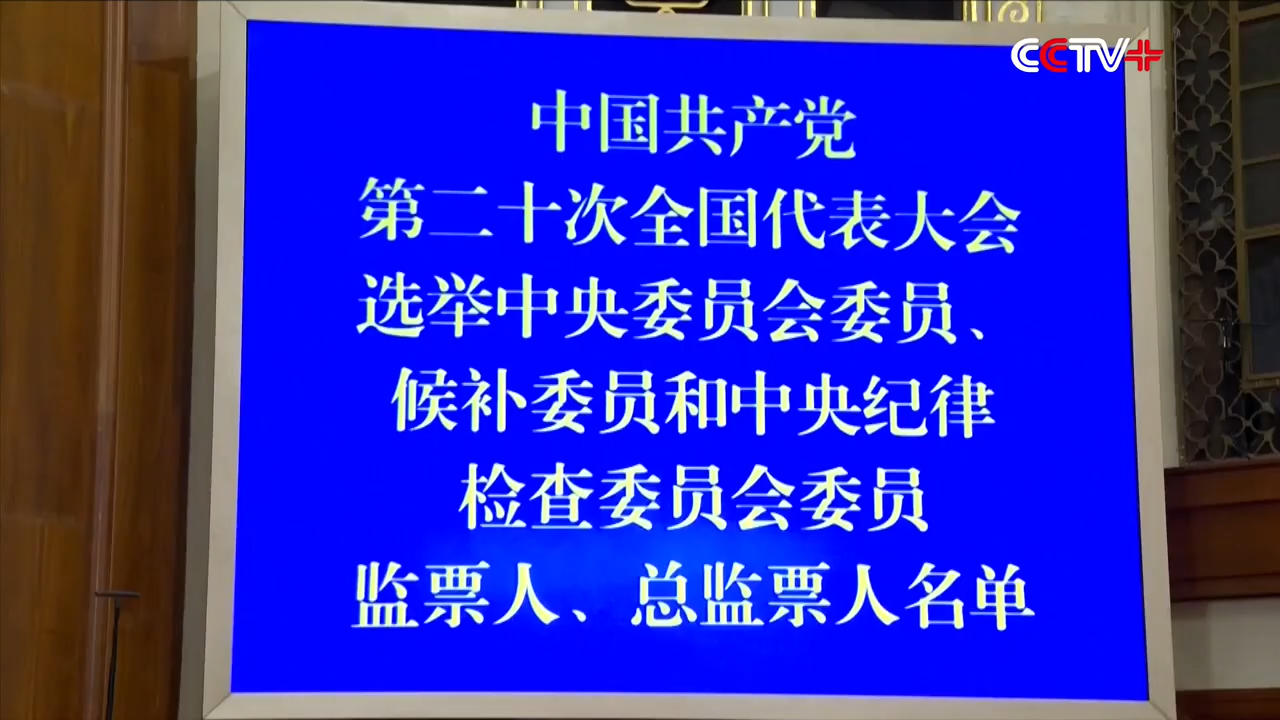 CCTV+
中国共产党
第二十次全国代表大会
选举中央委员会委员、
候补委员和中央纪律
检查委员会委员
监票人、总监票人名单